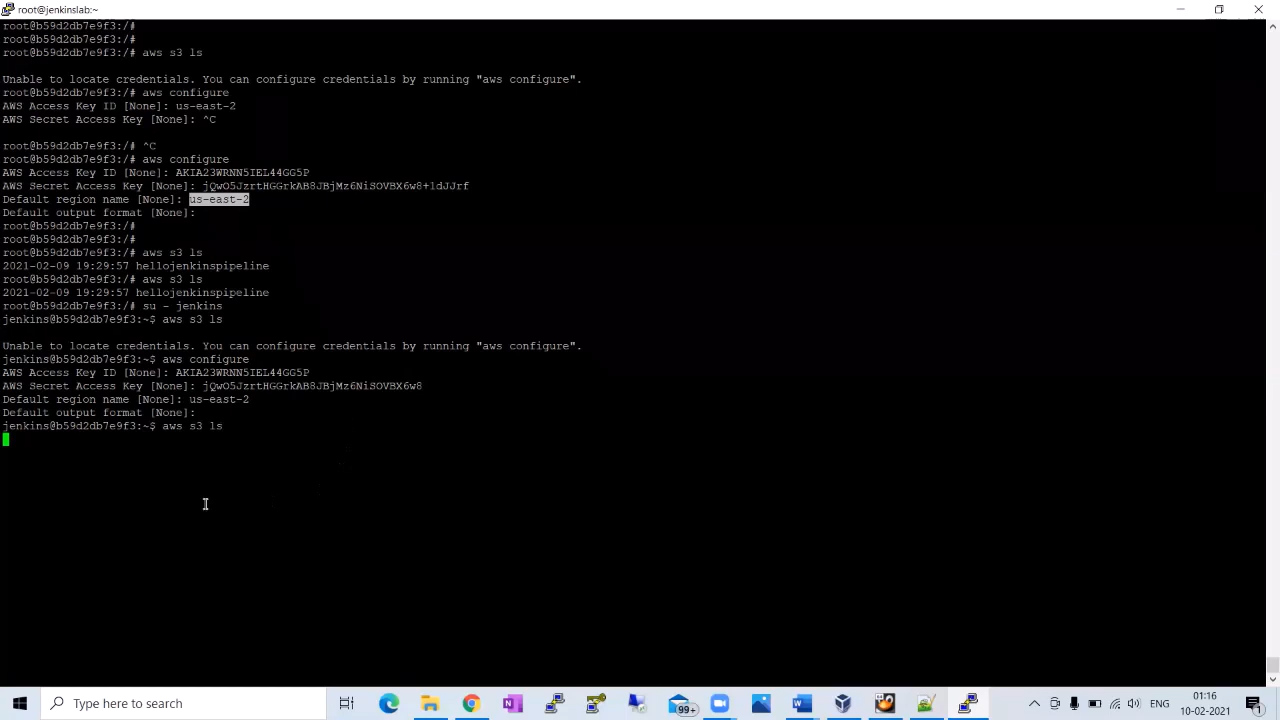 root@jenkinslab:~
root@b59d2db7e9f3:/#
root@b59d2db7e9f3:/#
root@b59d2db7e9f3:/# aws s3 ls
Unable to locate credentials. You can configure credentials by running "aws configure".
root@b59d2db7e9f3:/# aws configure
AWS Access Key ID [None]: us-east-2
AWS Secret Access Key [None]: ^C
root@b59d2db7e9f3:/# ^C
root@b59d2db7e9f3:/# aws configure
AWS Access Key ID [None]: AKIA23WRNN5IEL44GG5P
AWS Secret Access Key [None]: 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
Default region name [None]: us-east-2
Default output format [None]:
root@b59d2db7e9f3:/#
root@b59d2db7e9f3:/#
root@b59d2db7e9f3:/# aws s3 ls
2021-02-09 19:29:57 hellojenkinspipeline
root@b59d2db7e9f3:/# aws s3 ls
2021-02-09 19:29:57 hellojenkinspipeline
root@b59d2db7e9f3:/# su - jenkins
jenkins@b59d2db7e9f3:~$ aws s3 ls
Unable to locate credentials. You can configure credentials by running "aws configure".
jenkins@b59d2db7e9f3:~$ aws configure
AWS Access Key ID [None]: AKIA23WRNN5IEL44GG5P
AWS Secret Access Key [None]: jQwO5JzrtHGGrkAB8JBjMz6NiSOVBX6w8
Default region name [None]: us-east-2
Default output format [None]:
jenkins@b59d2db7e9f3:~$ aws s3 ls
Type here to search
99+
ENG
01:16
10-02-2021
1